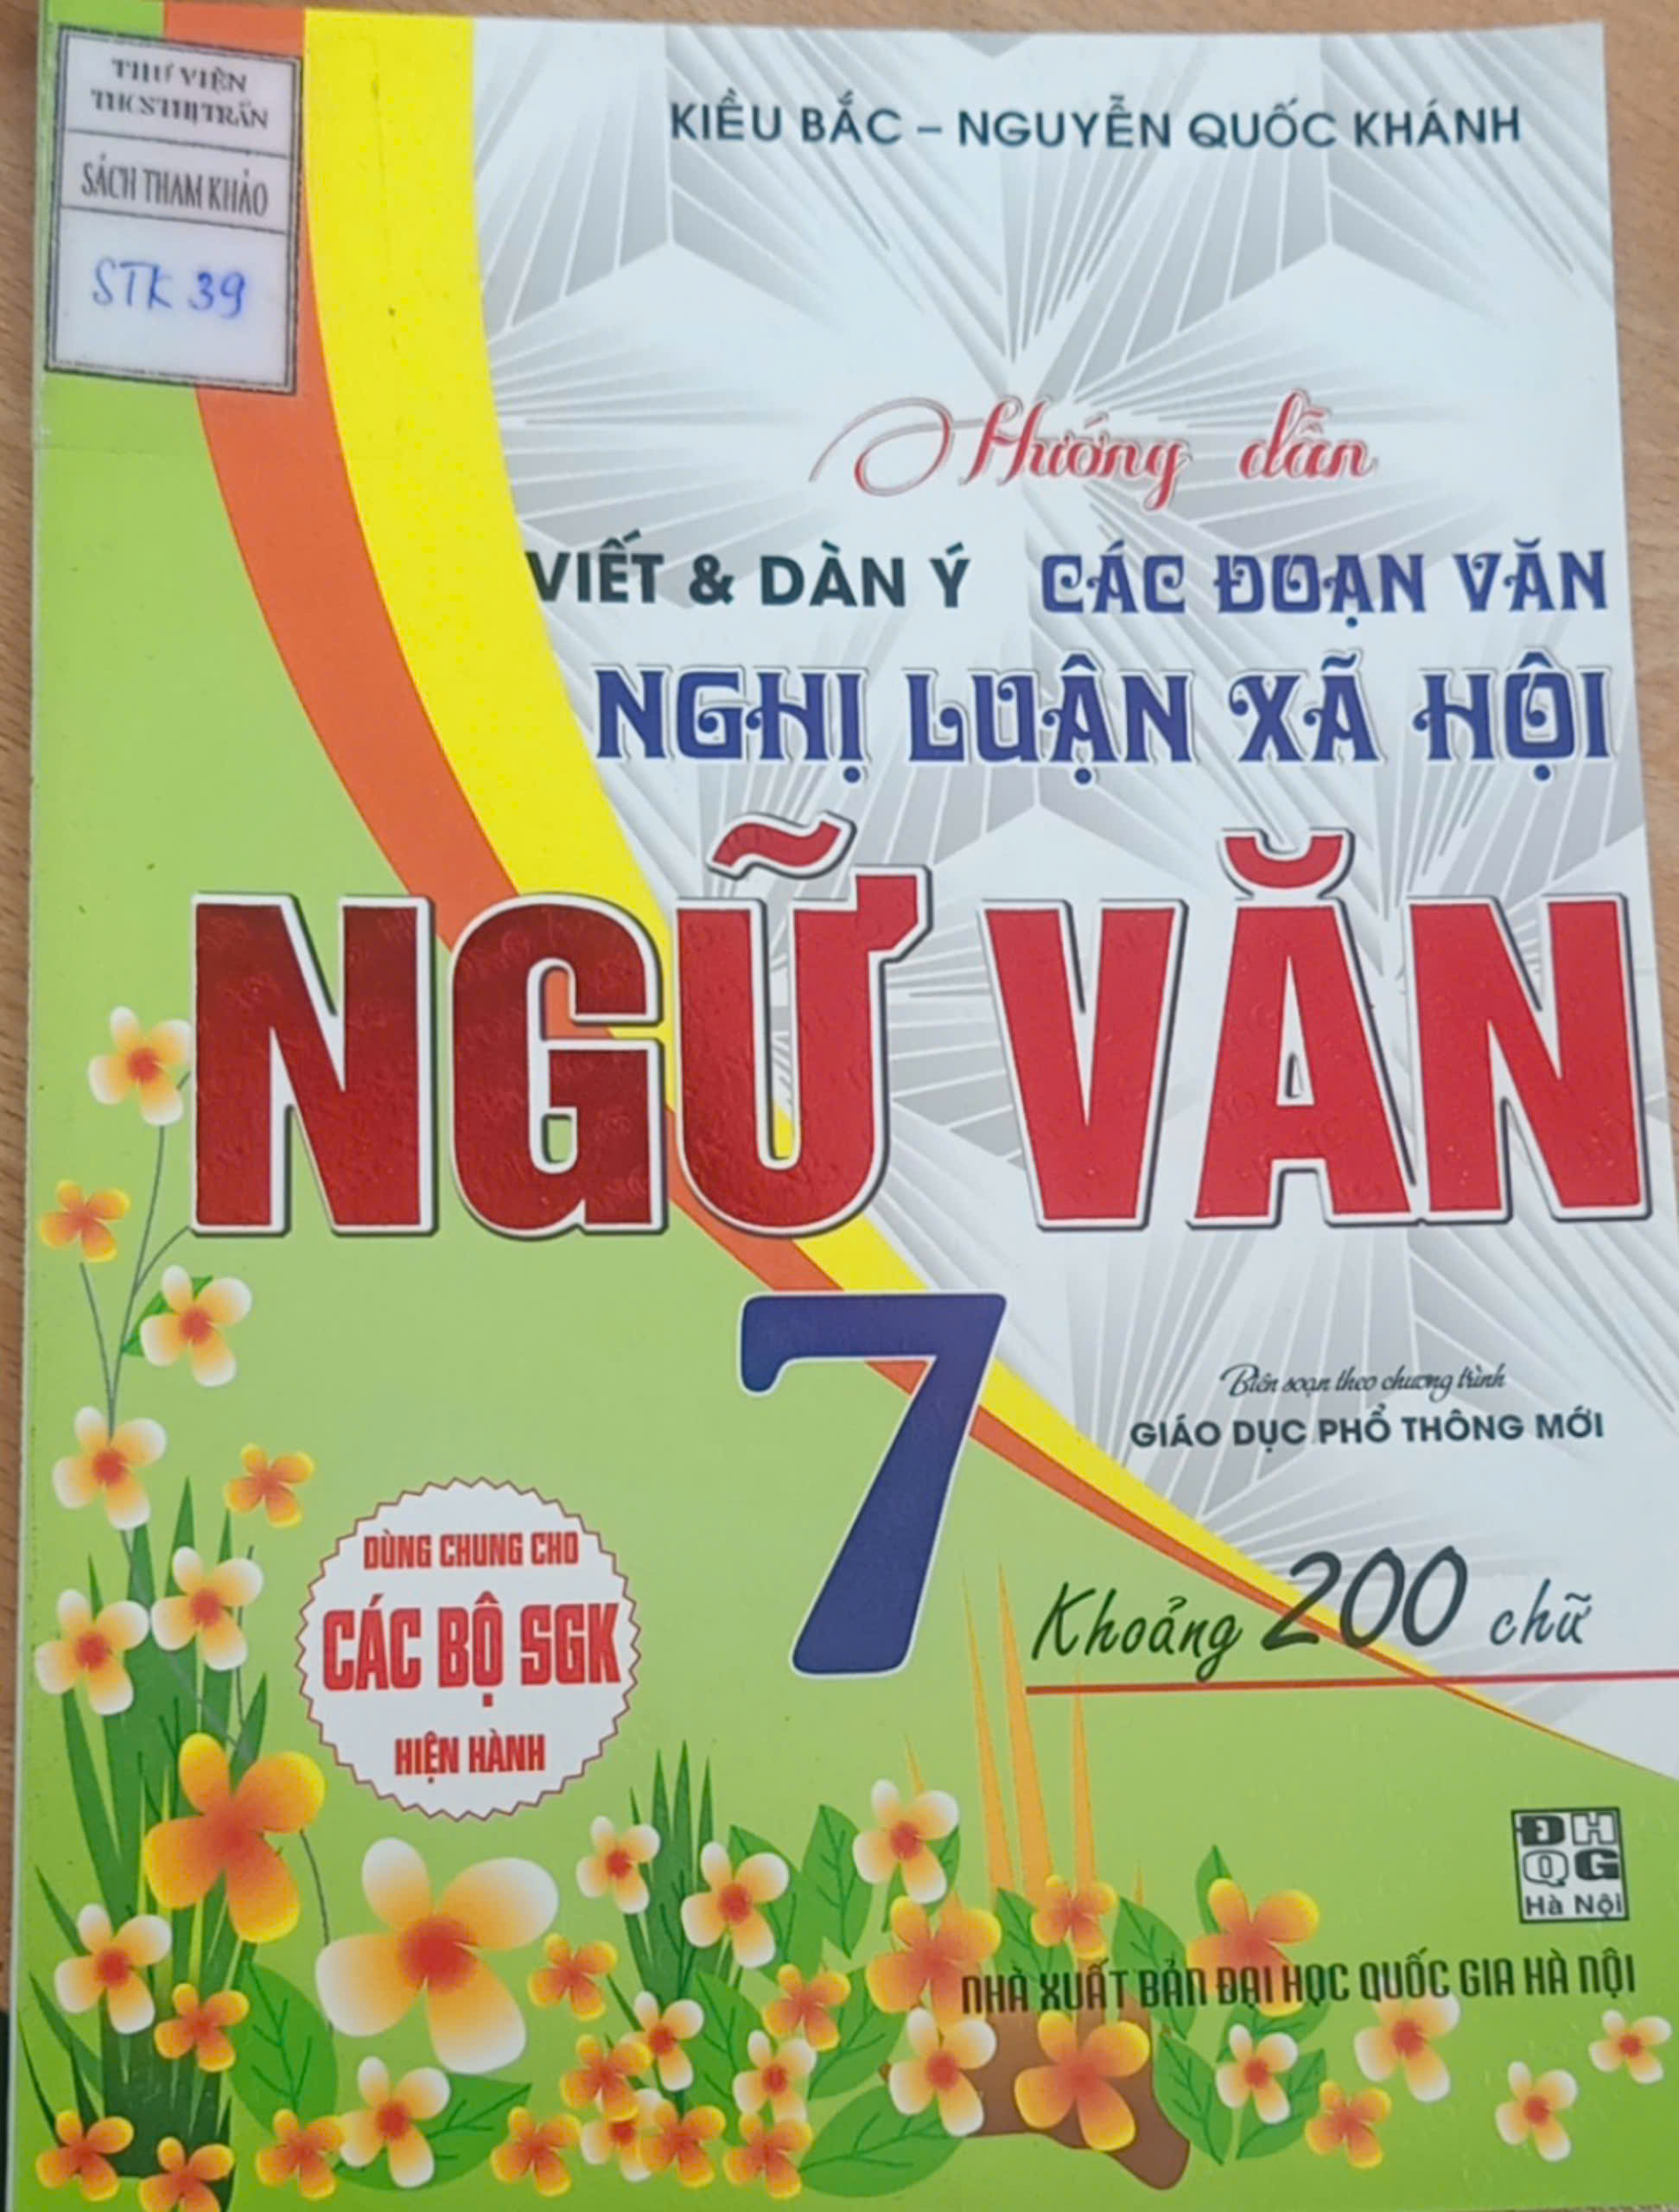 THƯ VIỆN
THCS THỊ TRẤN
SÁCH THAM KHẢO
STK 39
KIỀU BẮC – NGUYỄN QUỐC KHÁNH
Hướng dẫn
VIẾT & DÀN Ý CÁC ĐOẠN VĂN
NGHỊ LUẬN XÃ HỘI
NGỮ VĂN
7
Biên soạn theo chương trình
GIÁO DỤC PHỔ THÔNG MỚI
DÙNG CHUNG CHO
CÁC BỘ SGK
HIỆN HÀNH
Khoảng 200 chữ
ĐH
QG
Hà Nội
NHÀ XUẤT BẢN ĐẠI HỌC QUỐC GIA HÀ NỘI